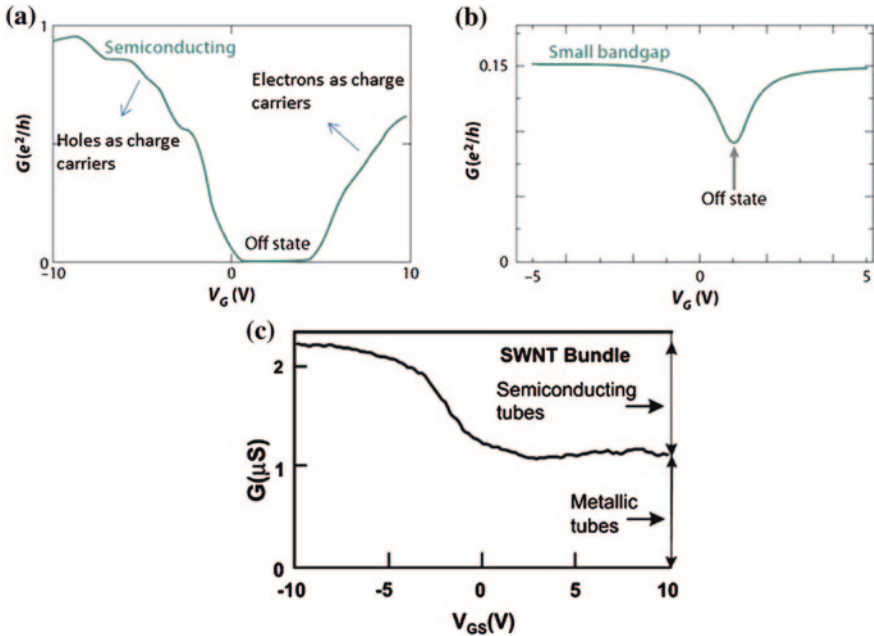 (a)
1
Semiconducting
Electrons as charge
carriers
Holes as charge
carriers
Off state
G(e²/h)
0
−10
0
10
V_G (V)
(b)
Small bandgap
0.15
G(e²/h)
Off state
0
−5
0
5
V_G (V)
(c)
SWNT Bundle
Semiconducting
tubes
Metallic
tubes
2
1
0
G(μS)
-10
-5
0
5
10
V_GS(V)